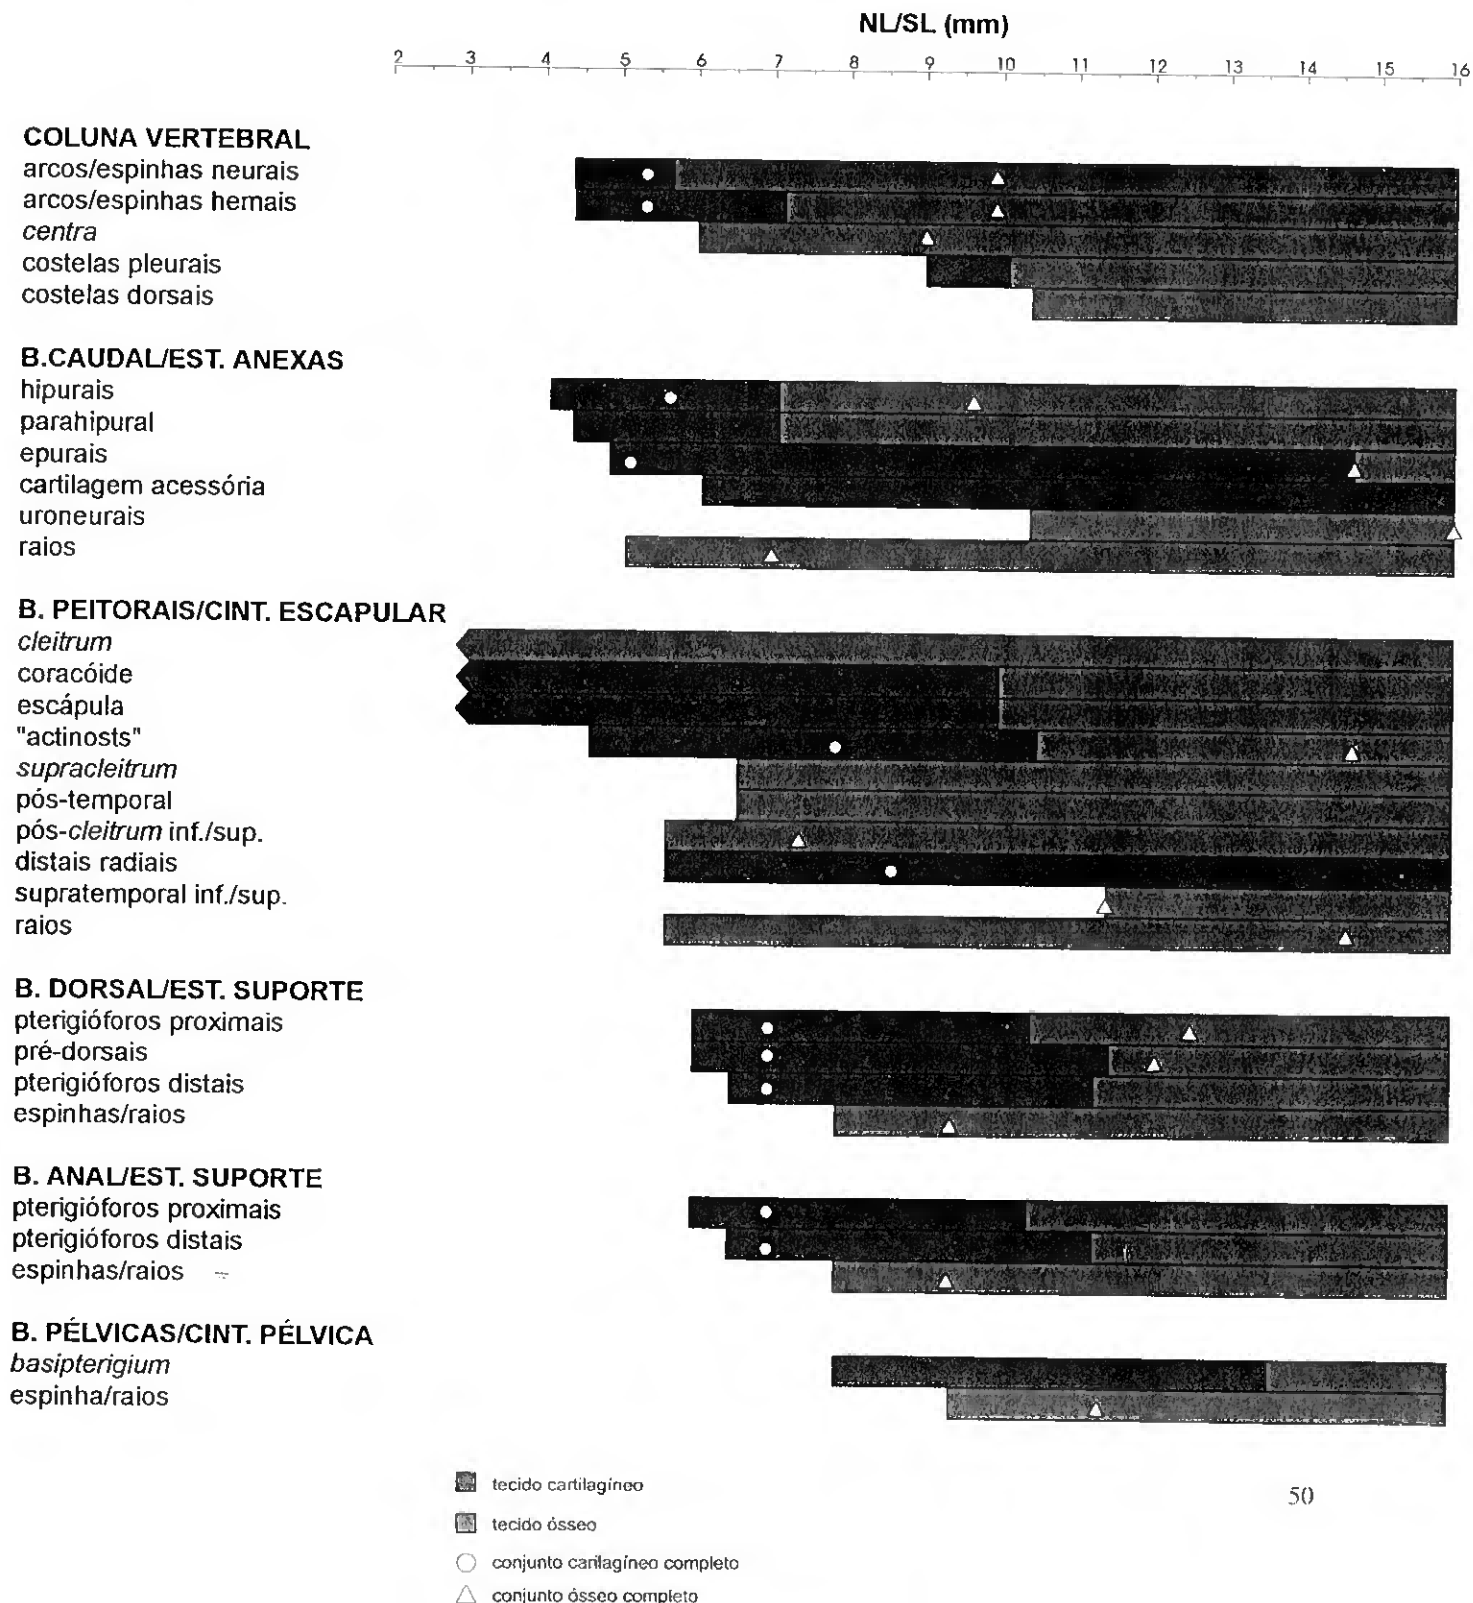 NL/SL (mm)
2 3 4 5 6 7 8 9 10 11 12 13 14 15 16
COLUNA VERTEBRAL
arcos/espinhas neurais
arcos/espinhas hemais
centra
costelas pleurais
costelas dorsais
B.CAUDAL/EST. ANEXAS
hipurais
parahipural
epurais
cartilagem acessória
uroneurais
raios
B. PEITORAIS/CINT. ESCAPULAR
cleitrum
coracóide
escápula
"actinosts"
supracleitrum
pós-temporal
pós-cleitrum inf./sup.
distais radiais
supratemporal inf./sup.
raios
B. DORSAL/EST. SUPORTE
pterigióforos proximais
pré-dorsais
pterigióforos distais
espinhas/raios
B. ANAL/EST. SUPORTE
pterigióforos proximais
pterigióforos distais
espinhas/raios
B. PÉLVICAS/CINT. PÉLVICA
basipterigium
espinha/raios
tecido cartilagíneo
tecido ósseo
conjunto carilagíneo completo
conjunto ósseo completo
50